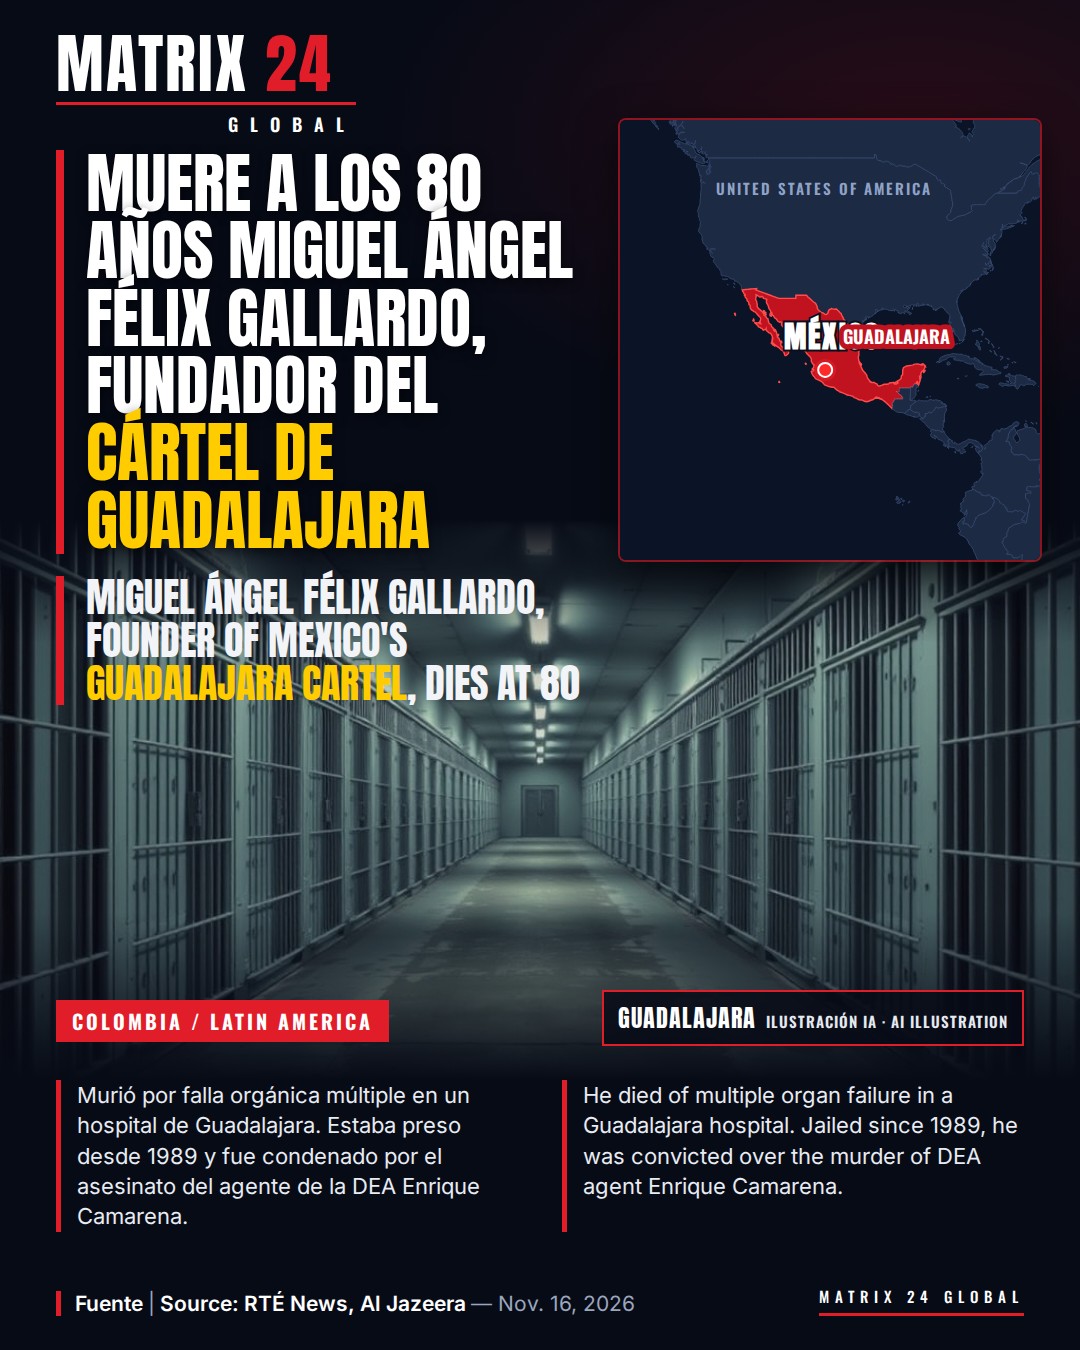 MATRIX 24
GLOBAL
MUERE A LOS 80
AÑOS MIGUEL ÁNGEL
FÉLIX GALLARDO,
FUNDADOR DEL
CÁRTEL DE
GUADALAJARA
UNITED STATES OF AMERICA
GUADALAJARA
MIGUEL ÁNGEL FÉLIX GALLARDO,
FOUNDER OF MEXICO'S
GUADALAJARA CARTEL, DIES AT 80
COLOMBIA / LATIN AMERICA
GUADALAJARA ILUSTRACIÓN IA · AI ILLUSTRATION
Murió por falla orgánica múltiple en un
hospital de Guadalajara. Estaba preso
desde 1989 y fue condenado por el
asesinato del agente de la DEA Enrique
Camarena.
He died of multiple organ failure in a
Guadalajara hospital. Jailed since 1989, he
was convicted over the murder of DEA
agent Enrique Camarena.
Fuente | Source: RTÉ News, Al Jazeera — Nov. 16, 2026
MATRIX 24 GLOBAL